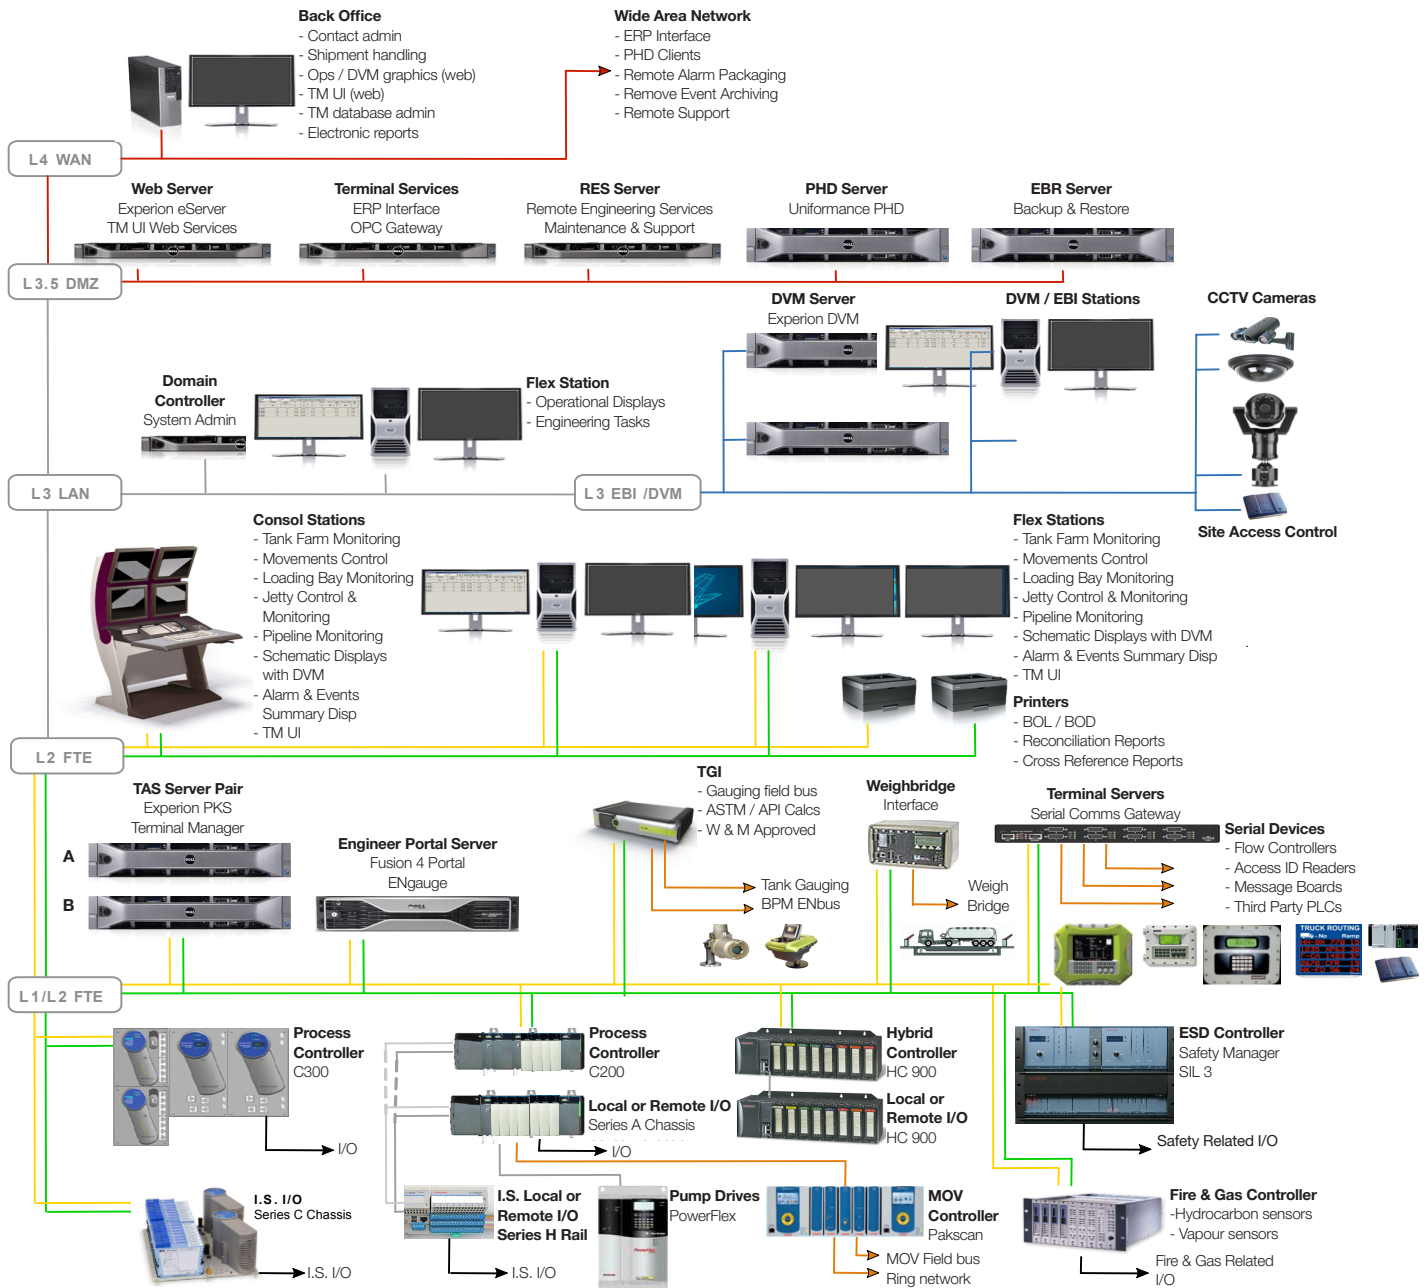 Back Office
- Contact admin
- Shipment handling
- Ops / DVM graphics (web)
- TM UI (web)
- TM database admin
- Electronic reports
Wide Area Network
- ERP Interface
- PHD Clients
- Remote Alarm Packaging
- Remove Event Archiving
- Remote Support
L4 WAN
Web Server
Experion eServer
TM UI Web Services
Terminal Services
ERP Interface
OPC Gateway
RES Server
Remote Engineering Services
Maintenance & Support
PHD Server
Uniformance PHD
EBR Server
Backup & Restore
L3.5 DMZ
DVM Server
Experion DVM
DVM / EBI Stations
CCTV Cameras
Domain
Controller
System Admin
Flex Station
- Operational Displays
- Engineering Tasks
L3 LAN
L3 EBI /DVM
Site Access Control
Consol Stations
- Tank Farm Monitoring
- Movements Control
- Loading Bay Monitoring
- Jetty Control &
Monitoring
- Pipeline Monitoring
- Schematic Displays
with DVM
- Alarm & Events
Summary Disp
- TM UI
Flex Stations
- Tank Farm Monitoring
- Movements Control
- Loading Bay Monitoring
- Jetty Control & Monitoring
- Pipeline Monitoring
- Schematic Displays with DVM
- Alarm & Events Summary Disp
- TM UI
Printers
- BOL / BOD
- Reconciliation Reports
- Cross Reference Reports
L2 FTE
TAS Server Pair
Experion PKS
Terminal Manager
A
B
Engineer Portal Server
Fusion 4 Portal
ENgauge
TGI
- Gauging field bus
- ASTM / API Calcs
- W & M Approved
Tank Gauging
BPM ENbus
Weighbridge
Interface
Weigh
Bridge
Terminal Servers
Serial Comms Gateway
Serial Devices
- Flow Controllers
- Access ID Readers
- Message Boards
- Third Party PLCs
TRUCK ROUTING
No Ramp
L1/L2 FTE
Process
Controller
C300
I/O
Process
Controller
C200
Local or Remote I/O
Series A Chassis
I/O
Hybrid
Controller
HC 900
Local or
Remote I/O
HC 900
ESD Controller
Safety Manager
SIL 3
Safety Related I/O
I.S. I/O
Series C Chassis
I.S. I/O
I.S. Local or
Remote I/O
Series H Rail
I.S. I/O
Pump Drives
PowerFlex
MOV
Controller
Pakscan
MOV Field bus
Ring network
Fire & Gas Controller
-Hydrocarbon sensors
- Vapour sensors
Fire & Gas Related
I/O